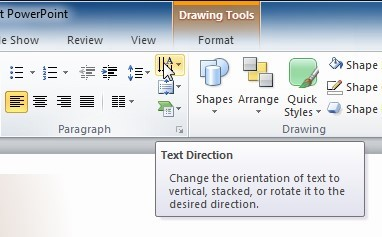 t PowerPoint
Drawing Tools
e Show
Review
View
Format
Shapes
Arrange
Quick
Styles
Shape
Shape
Shape
Paragraph
Drawing
Text Direction
Change the orientation of text to
vertical, stacked, or rotate it to the
desired direction.